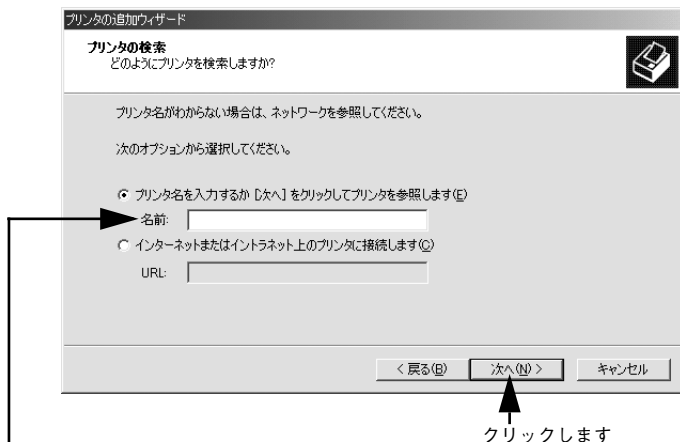 プリンタの追加ウィザード
プリンタの検索
どのようにプリンタを検索しますか?
プリンタ名がわからない場合は、ネットワークを参照してください。
次のオプションから選択してください。
プリンタ名を入力するか [次へ] をクリックしてプリンタを参照します(E)
名前:
インターネットまたはイントラネット上のプリンタに接続します(C)
URL:
< 戻る(B) 次へ(N) > キャンセル
クリックします